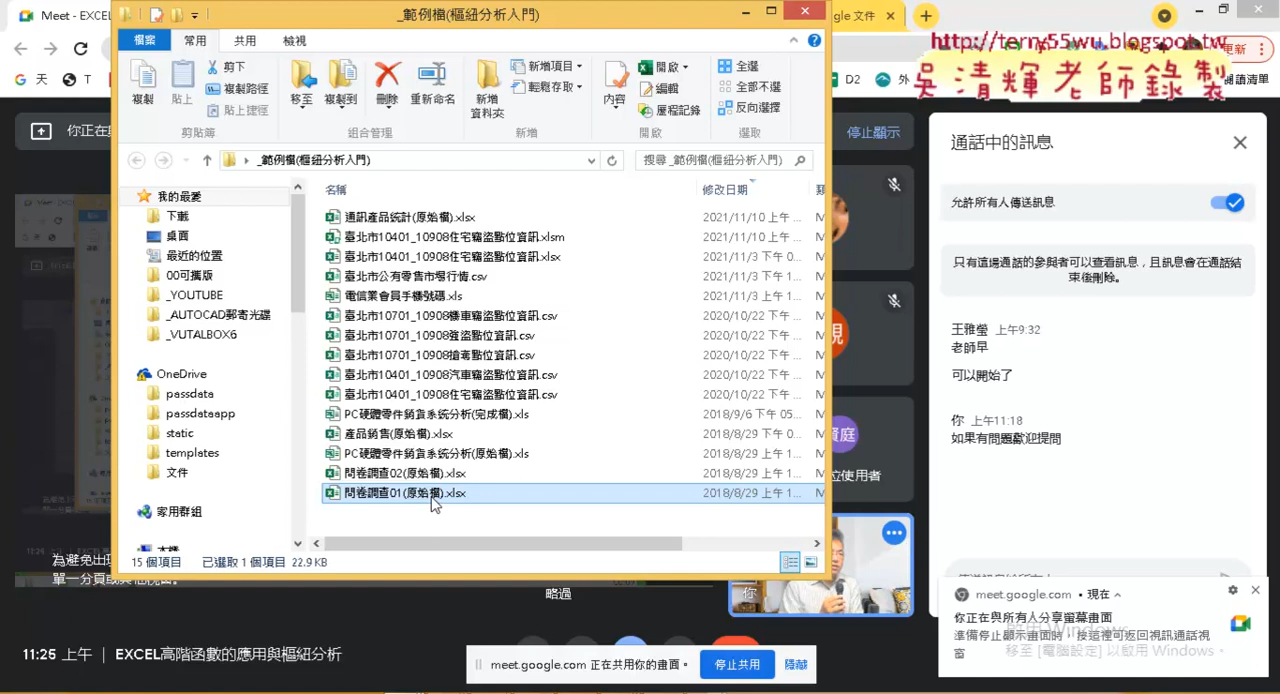 Meet - EXCEL
_範例檔(樞紐分析入門)
gle 文件
http://terry55wu.blogspot.tw
吳清輝老師錄製
更新
閱讀清單
G 天
T
D2
外
檔案
常用
共用
檢視
複製
貼上
剪下
複製路徑
貼上捷徑
剪貼簿
移至
複製到
刪除
重新命名
組合管理
新增
資料夾
新增項目
輕鬆存取
新增
內容
開啟
編輯
歷程記錄
開啟
全選
全部不選
反向選擇
選取
_範例檔(樞紐分析入門)
搜尋 _範例檔(樞紐分析入門)
你正在
停止顯示
我的最愛
下載
桌面
最近的位置
00可攜版
_YOUTUBE
_AUTOCAD郵寄光碟
_VUTALBOX6
OneDrive
passdata
passdataapp
static
templates
文件
家用群組
本機
名稱
修改日期
類
通訊產品統計(原始檔).xlsx 2021/11/10 上午 ... M
臺北市10401_10908住宅竊盜點位資訊.xlsm 2021/11/10 上午 ... M
臺北市10401_10908住宅竊盜點位資訊.xlsx 2021/11/3 下午 0... M
臺北市公有零售市場行情.csv 2021/11/3 下午 1... M
電信業會員手機號碼.xls 2021/11/3 上午 1... M
臺北市10701_10908機車竊盜點位資訊.csv 2020/10/22 下午 ... M
臺北市10701_10908強盜點位資訊.csv 2020/10/22 下午 ... M
臺北市10701_10908搶奪點位資訊.csv 2020/10/22 下午 ... M
臺北市10401_10908汽車竊盜點位資訊.csv 2020/10/22 下午 ... M
臺北市10401_10908住宅竊盜點位資訊.csv 2020/10/22 下午 ... M
PC硬體零件銷貨系統分析(完成檔).xls 2018/9/6 下午 05... M
產品銷售(原始檔).xlsx 2018/8/29 下午 0... M
PC硬體零件銷貨系統分析(原始檔).xls 2018/8/29 上午 1... M
問卷調查02(原始檔).xlsx 2018/8/29 上午 1... M
問卷調查01(原始檔).xlsx 2018/8/29 上午 1... M
15 個項目
已選取 1 個項目 22.9 KB
略過
你
位使用者
通話中的訊息
允許所有人傳送訊息
只有這通通話的參與者可以查看訊息，且訊息會在通話
結束後刪除。
王雅瑩 上午9:32
老師早
可以開始了
你 上午11:18
如果有問題歡迎提問
meet.google.com • 現在
你正在與所有人分享螢幕畫面
準備停止顯示畫面時，按這裡可返回視訊通話視
窗
啟用 Windows
移至 [電腦設定] 以啟用 Windows。
11:25 上午 | EXCEL高階函數的應用與樞紐分析
meet.google.com 正在共用你的畫面。
停止共用
隱藏